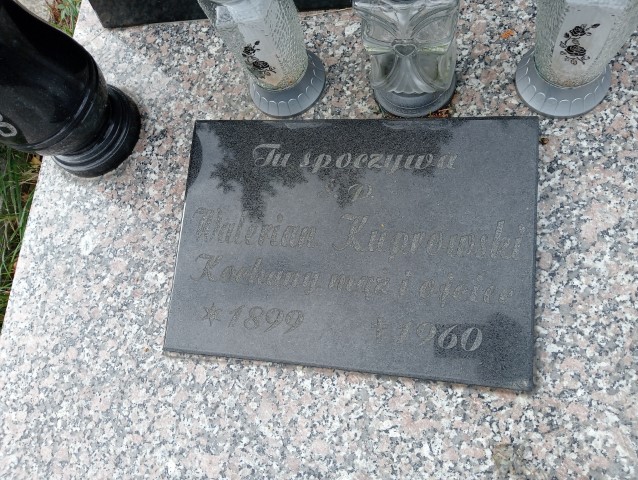 Tu spoczywa
Ś.P.
Walerian Kuprowski
Kochany mąż i ojciec
*1899 +1960